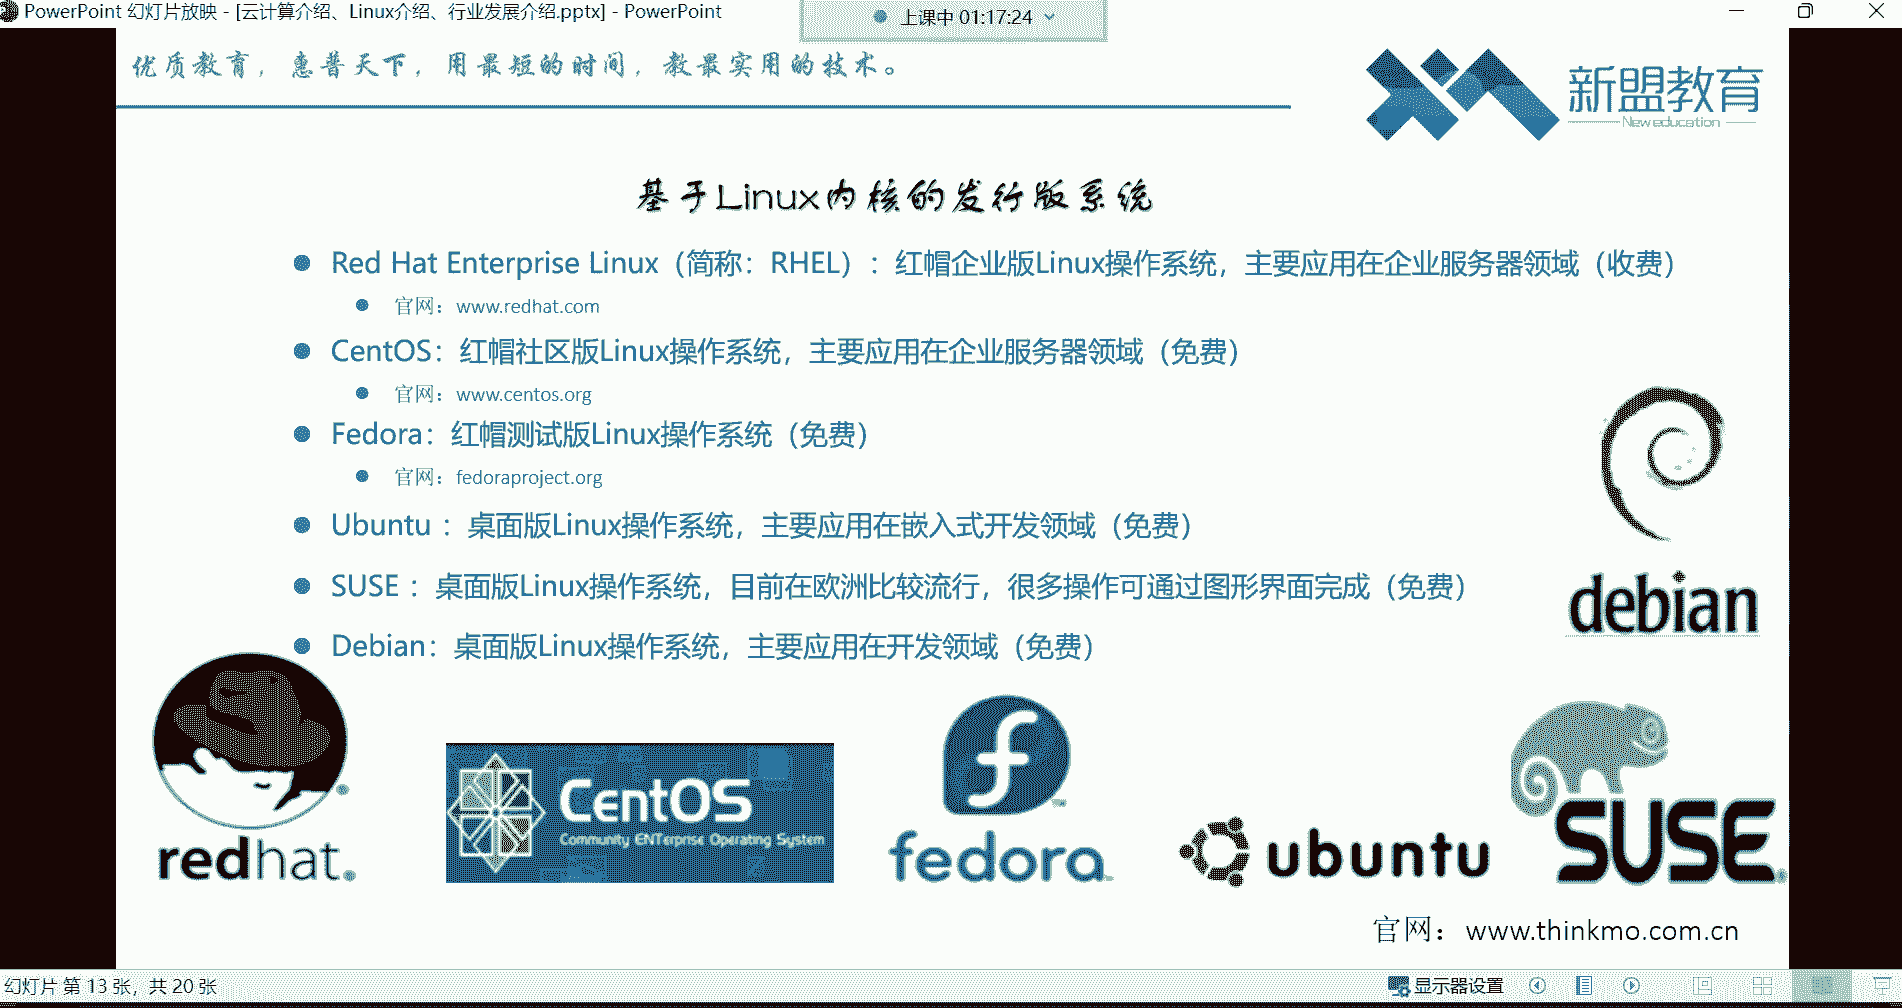 PowerPoint 幻灯片放映 - [云计算介绍、Linux介绍、行业发展介绍.pptx] - PowerPoint
上课中 01:17:24
优质教育，惠普天下，用最短的时间，教最实用的技术。
新盟教育
New education
基于Linux内核的发行版系统
Red Hat Enterprise Linux（简称：RHEL）：红帽企业版Linux操作系统，主要应用在企业服务器领域（收费）
官网：www.redhat.com
CentOS：红帽社区版Linux操作系统，主要应用在企业服务器领域（免费）
官网：www.centos.org
Fedora：红帽测试版Linux操作系统（免费）
官网：fedoraproject.org
Ubuntu：桌面版Linux操作系统，主要应用在嵌入式开发领域（免费）
SUSE：桌面版Linux操作系统，目前在欧洲比较流行，很多操作可通过图形界面完成（免费）
Debian：桌面版Linux操作系统，主要应用在开发领域（免费）
debian
redhat.
CentOS
Community ENTerprise Operating System
fedora
ubuntu
SUSE
官网：www.thinkmo.com.cn
幻灯片 第 13 张，共 20 张
显示器设置